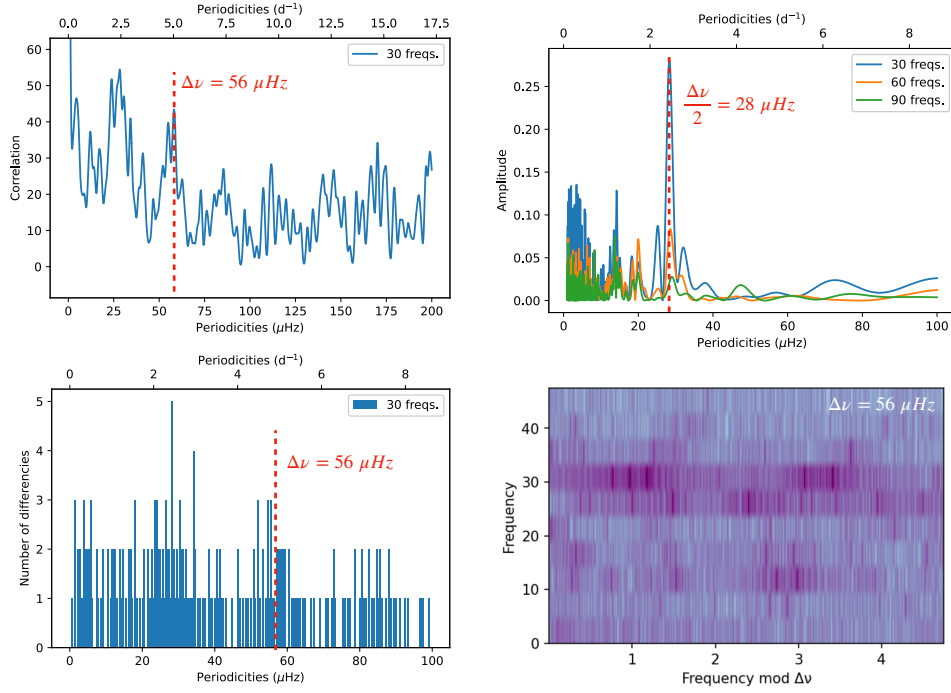 Periodicities (d⁻¹)
0.0 2.5 5.0 7.5 10.0 12.5 15.0 17.5
30 freqs.
Δν = 56 μHz
60
50
40
30
20
10
0
Correlation
0 25 50 75 100 125 150 175 200
Periodicities (μHz)
Periodicities (d⁻¹)
0 2 4 6 8
30 freqs.
60 freqs.
90 freqs.
Δν/2 = 28 μHz
0.25
0.20
0.15
0.10
0.05
0.00
Amplitude
0 20 40 60 80 100
Periodicities (μHz)
Periodicities (d⁻¹)
0 2 4 6 8
30 freqs.
Δν = 56 μHz
5
4
3
2
1
0
Number of differencies
0 20 40 60 80 100
Periodicities (μHz)
Δν = 56 μHz
40
30
20
10
0
Frequency
1 2 3 4
Frequency mod Δν